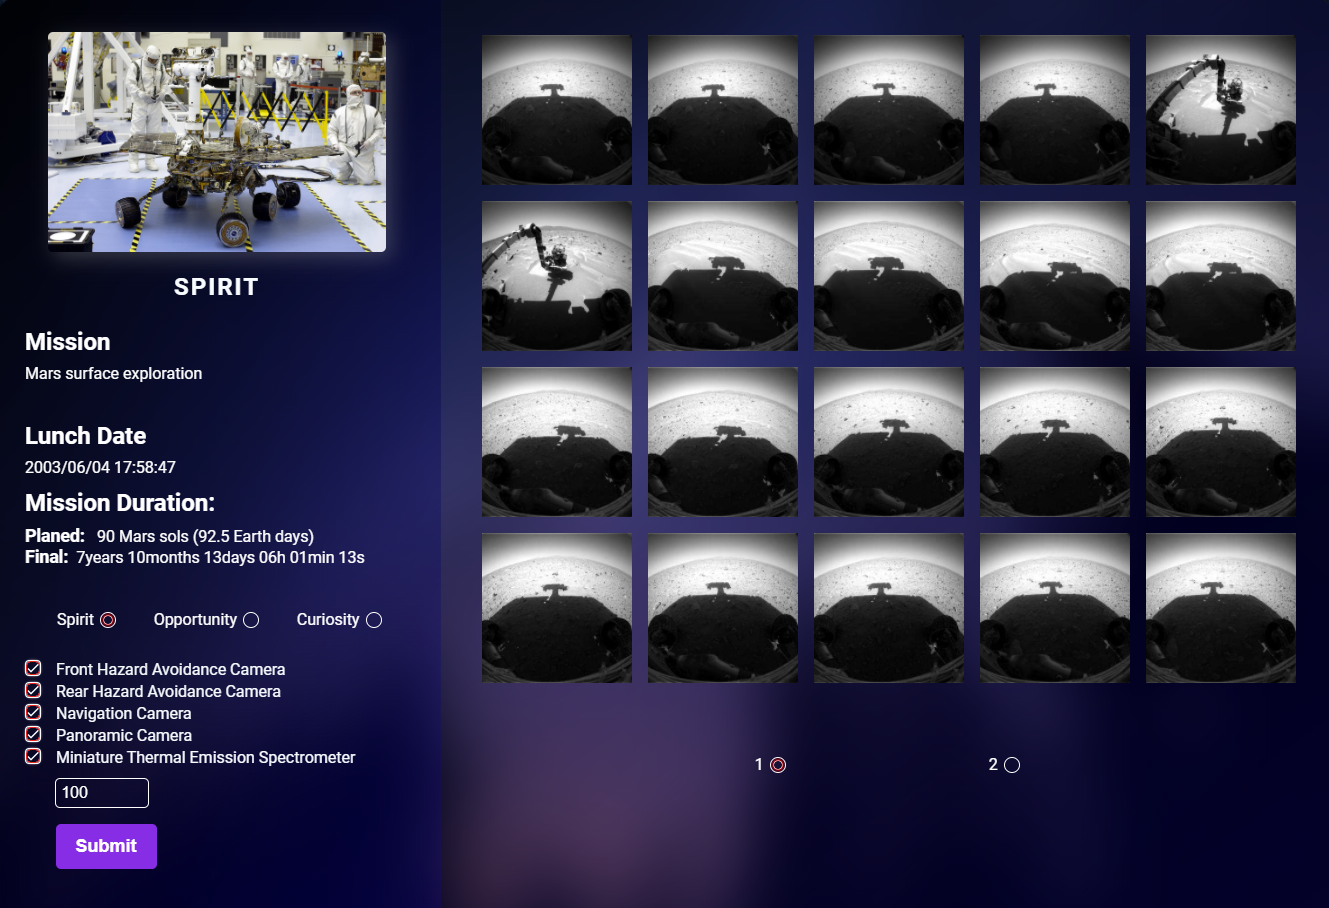 SPIRIT
Mission
Mars surface exploration
Lunch Date
2003/06/04 17:58:47
Mission Duration:
Planed: 90 Mars sols (92.5 Earth days)
Final: 7years 10months 13days 06h 01min 13s
Spirit Opportunity Curiosity
Front Hazard Avoidance Camera
Rear Hazard Avoidance Camera
Navigation Camera
Panoramic Camera
Miniature Thermal Emission Spectrometer
100
Submit
1 2